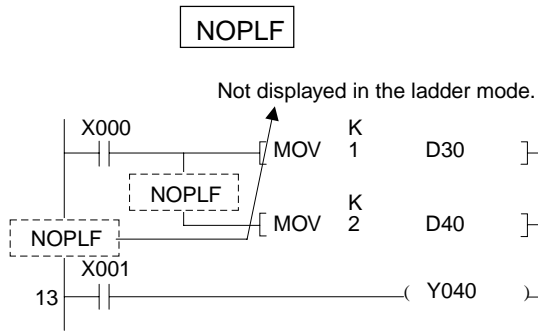 NOPLF
Not displayed in the ladder mode.
X000
K
MOV 1 D30
NOPLF
K
MOV 2 D40
NOPLF
X001
13
Y040